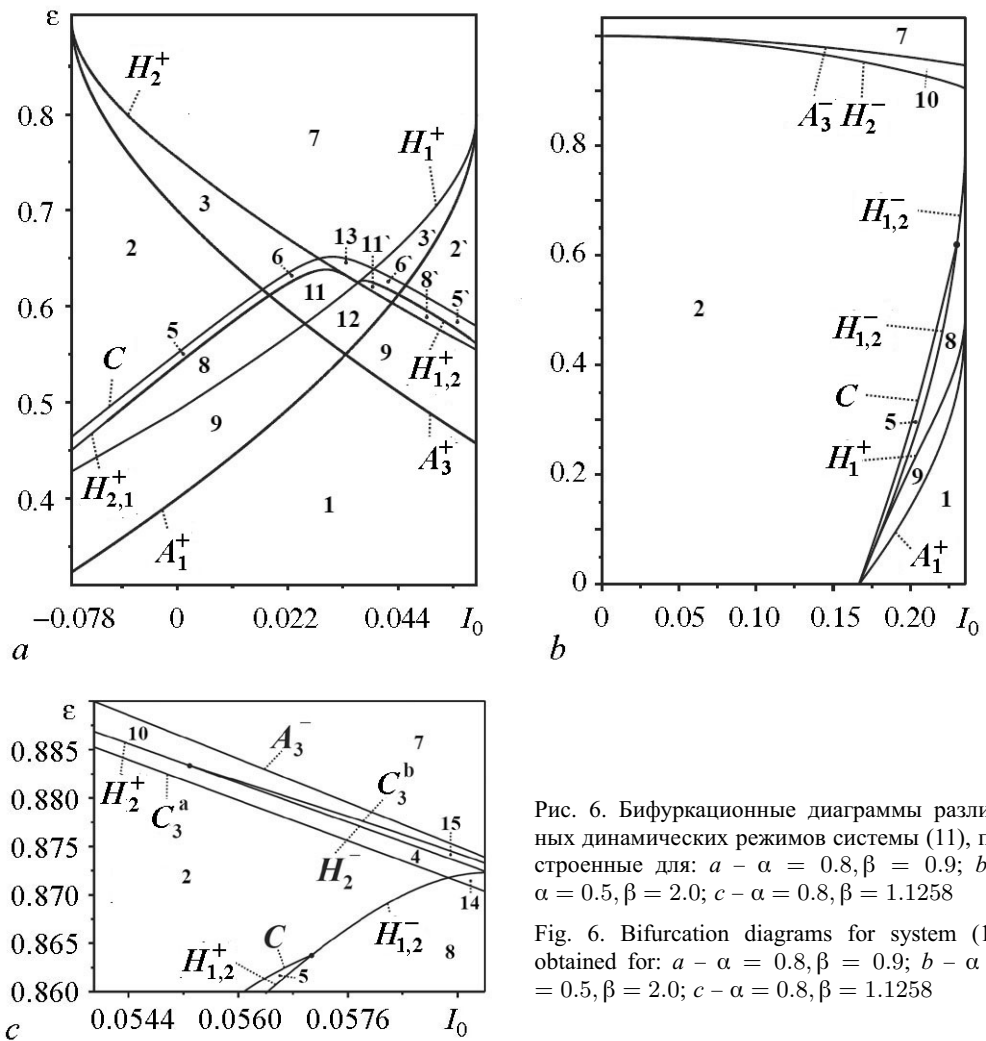 ε
0.8
0.7
0.6
0.5
0.4
H₂⁺
7
H₁⁺
3
2
13
11`
3`
2`
6
6`
11
8`
5`
12
5
8
9
H₁,₂⁺
C
9
A₃⁺
H₂,₁⁺
1
A₁⁺
−0.078 0 0.022 0.044 I₀
a
7
A₃⁻ H₂⁻
10
0.8
H₁,₂⁻
0.6
2
H₁,₂⁻
8
0.4
C
5
H₁⁺
9
0.2
1
A₁⁺
0
0 0.05 0.10 0.15 0.20 I₀
b
ε
10
A₃⁻
7
0.885
H₂⁺
C₃ᵃ
C₃ᵇ
0.880
15
0.875
2
H₂⁻
4
14
0.870
C
H₁,₂⁻
0.865
H₁,₂⁺
5
8
0.860
0.0544 0.0560 0.0576 I₀
c
Рис. 6. Бифуркационные диаграммы различ
ных динамических режимов системы (11), п
строенные для: a – α = 0.8, β = 0.9; b
α = 0.5, β = 2.0; c – α = 0.8, β = 1.1258
Fig. 6. Bifurcation diagrams for system (1
obtained for: a – α = 0.8, β = 0.9; b – α
= 0.5, β = 2.0; c – α = 0.8, β = 1.1258